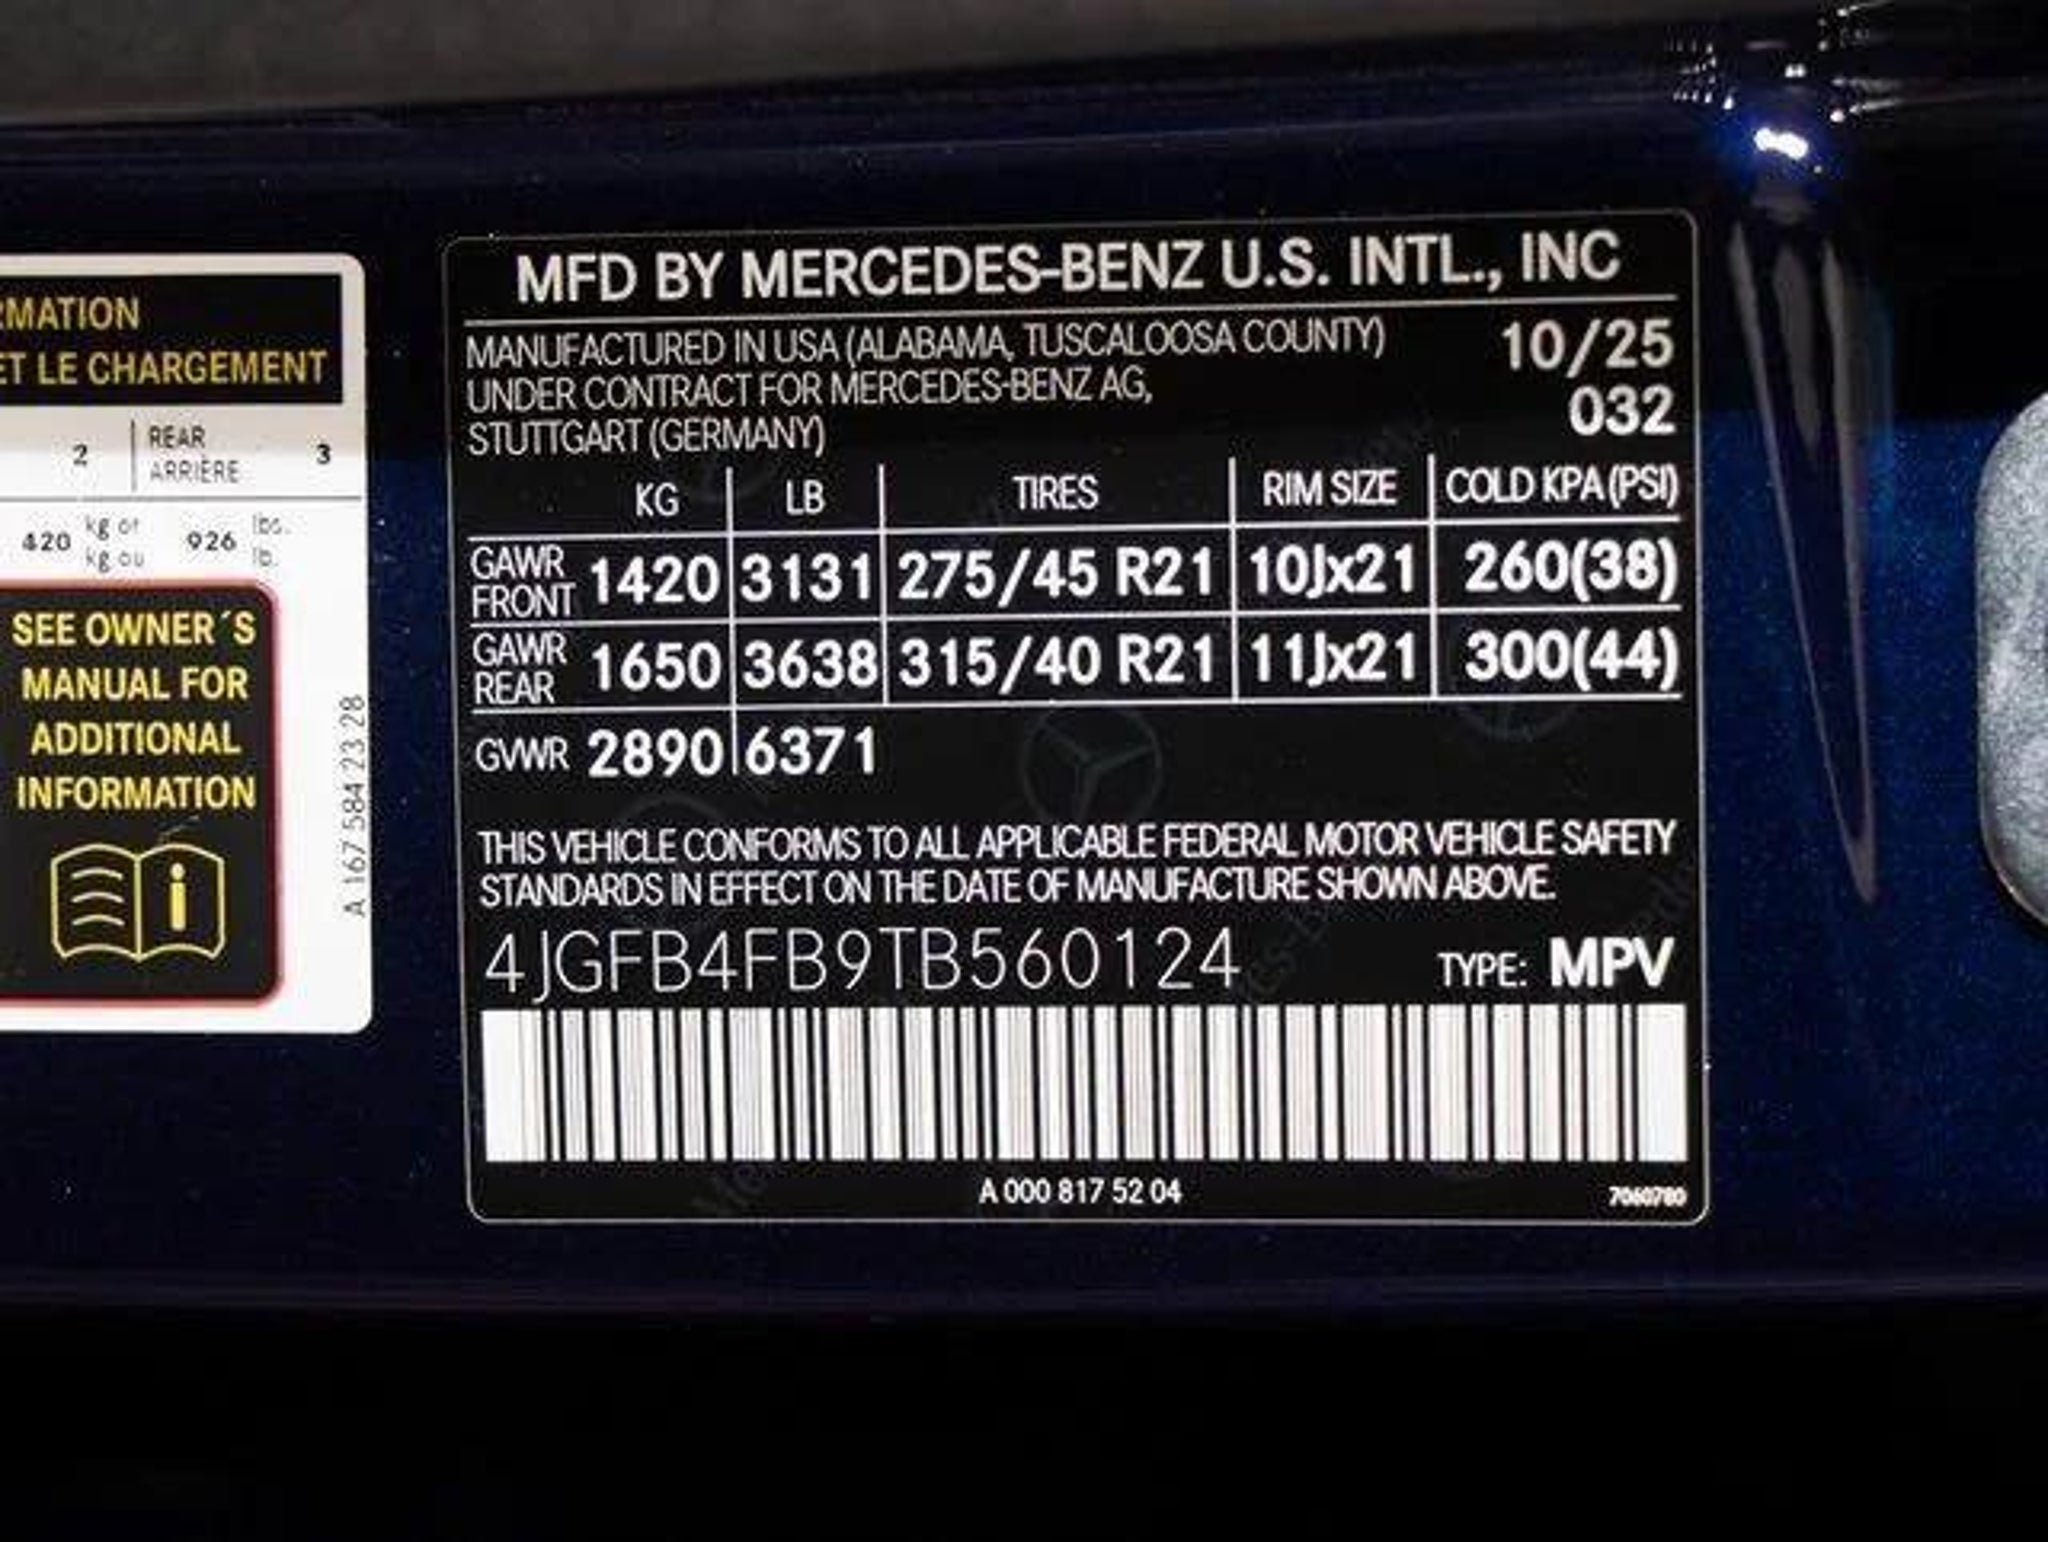 RMATION
ET LE CHARGEMENT
2 REAR ARRIÈRE 3
420 kg or kg ou 926 lbs. lb.
SEE OWNER´S
MANUAL FOR
ADDITIONAL
INFORMATION
A 167 584 23 28
MFD BY MERCEDES-BENZ U.S. INTL., INC
MANUFACTURED IN USA (ALABAMA, TUSCALOOSA COUNTY) 10/25
UNDER CONTRACT FOR MERCEDES-BENZ AG, 032
STUTTGART (GERMANY)
KG LB TIRES RIM SIZE COLD KPA (PSI)
GAWR FRONT 1420 3131 275/45 R21 10Jx21 260(38)
GAWR REAR 1650 3638 315/40 R21 11Jx21 300(44)
GVWR 2890 6371
THIS VEHICLE CONFORMS TO ALL APPLICABLE FEDERAL MOTOR VEHICLE SAFETY
STANDARDS IN EFFECT ON THE DATE OF MANUFACTURE SHOWN ABOVE.
4JGFB4FB9TB560124 TYPE: MPV
A 000 817 52 04 7060780